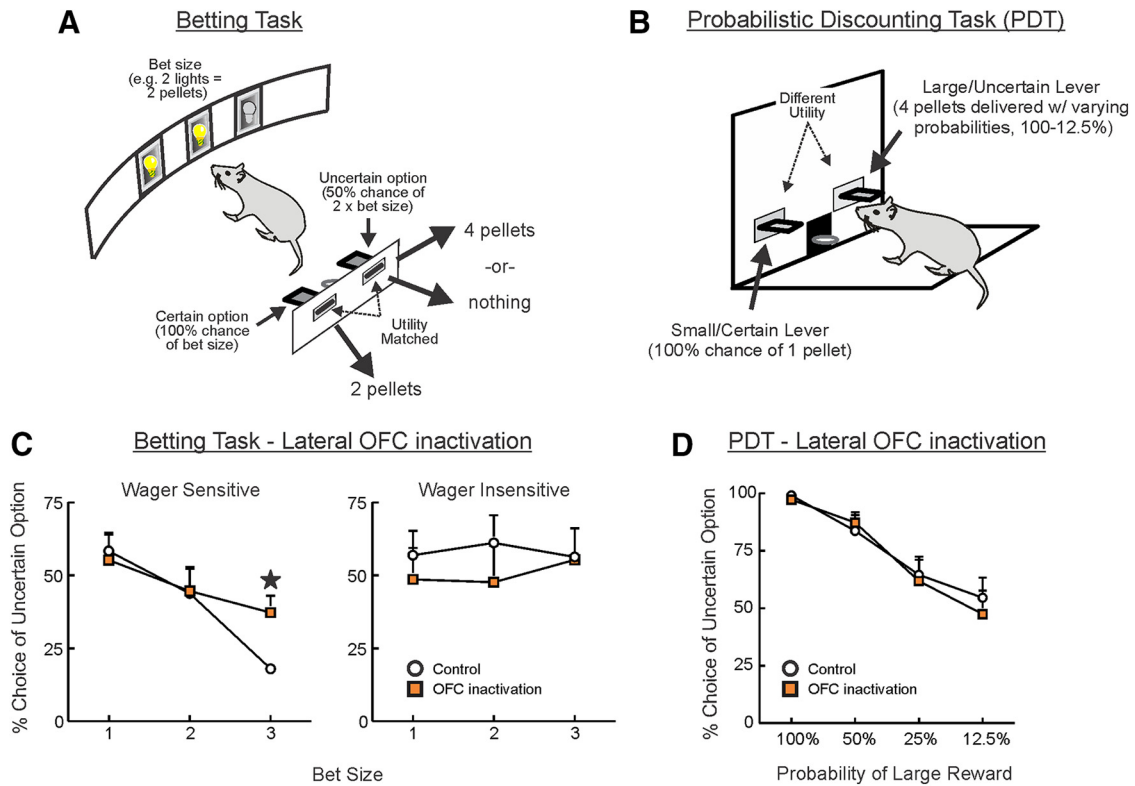 A
Betting Task
Bet size
(e.g. 2 lights =
2 pellets)
Uncertain option
(50% chance of
2 x bet size)
4 pellets
-or-
nothing
Certain option
(100% chance
of bet size)
Utility
Matched
2 pellets
B
Probabilistic Discounting Task (PDT)
Different
Utility
Large/Uncertain Lever
(4 pellets delivered w/ varying
probabilities, 100-12.5%)
Small/Certain Lever
(100% chance of 1 pellet)
C
Betting Task - Lateral OFC inactivation
Wager Sensitive
% Choice of Uncertain Option
75
50
25
0
1
2
3
Wager Insensitive
75
50
25
0
Control
OFC inactivation
1
2
3
Bet Size
D
PDT - Lateral OFC inactivation
% Choice of Uncertain Option
100
75
50
25
0
Control
OFC inactivation
100%
50%
25%
12.5%
Probability of Large Reward